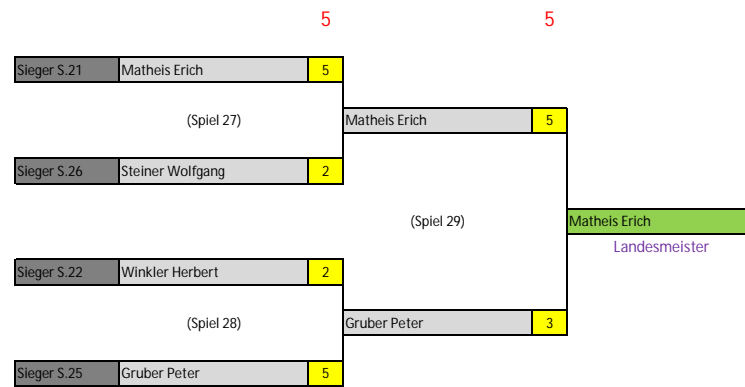 5 5
Sieger S.21 Matheis Erich 5
(Spiel 27) Matheis Erich 5
Sieger S.26 Steiner Wolfgang 2
(Spiel 29) Matheis Erich
Landesmeister
Sieger S.22 Winkler Herbert 2
(Spiel 28) Gruber Peter 3
Sieger S.25 Gruber Peter 5